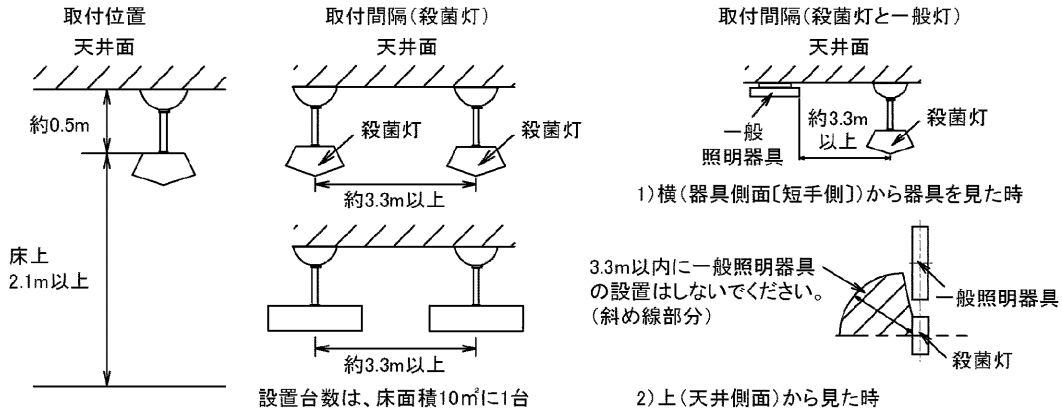 取付位置
天井面
約0.5m
床上
2.1m以上
取付間隔(殺菌灯)
天井面
殺菌灯
殺菌灯
約3.3m以上
約3.3m以上
設置台数は、床面積10㎡に1台
取付間隔(殺菌灯と一般灯)
天井面
一般
照明器具
約3.3m
以上
殺菌灯
1)横(器具側面〔短手側〕)から器具を見た時
3.3m以内に一般照明器具
の設置はしないでください。
(斜め線部分)
一般照明器具
殺菌灯
2)上(天井側面)から見た時